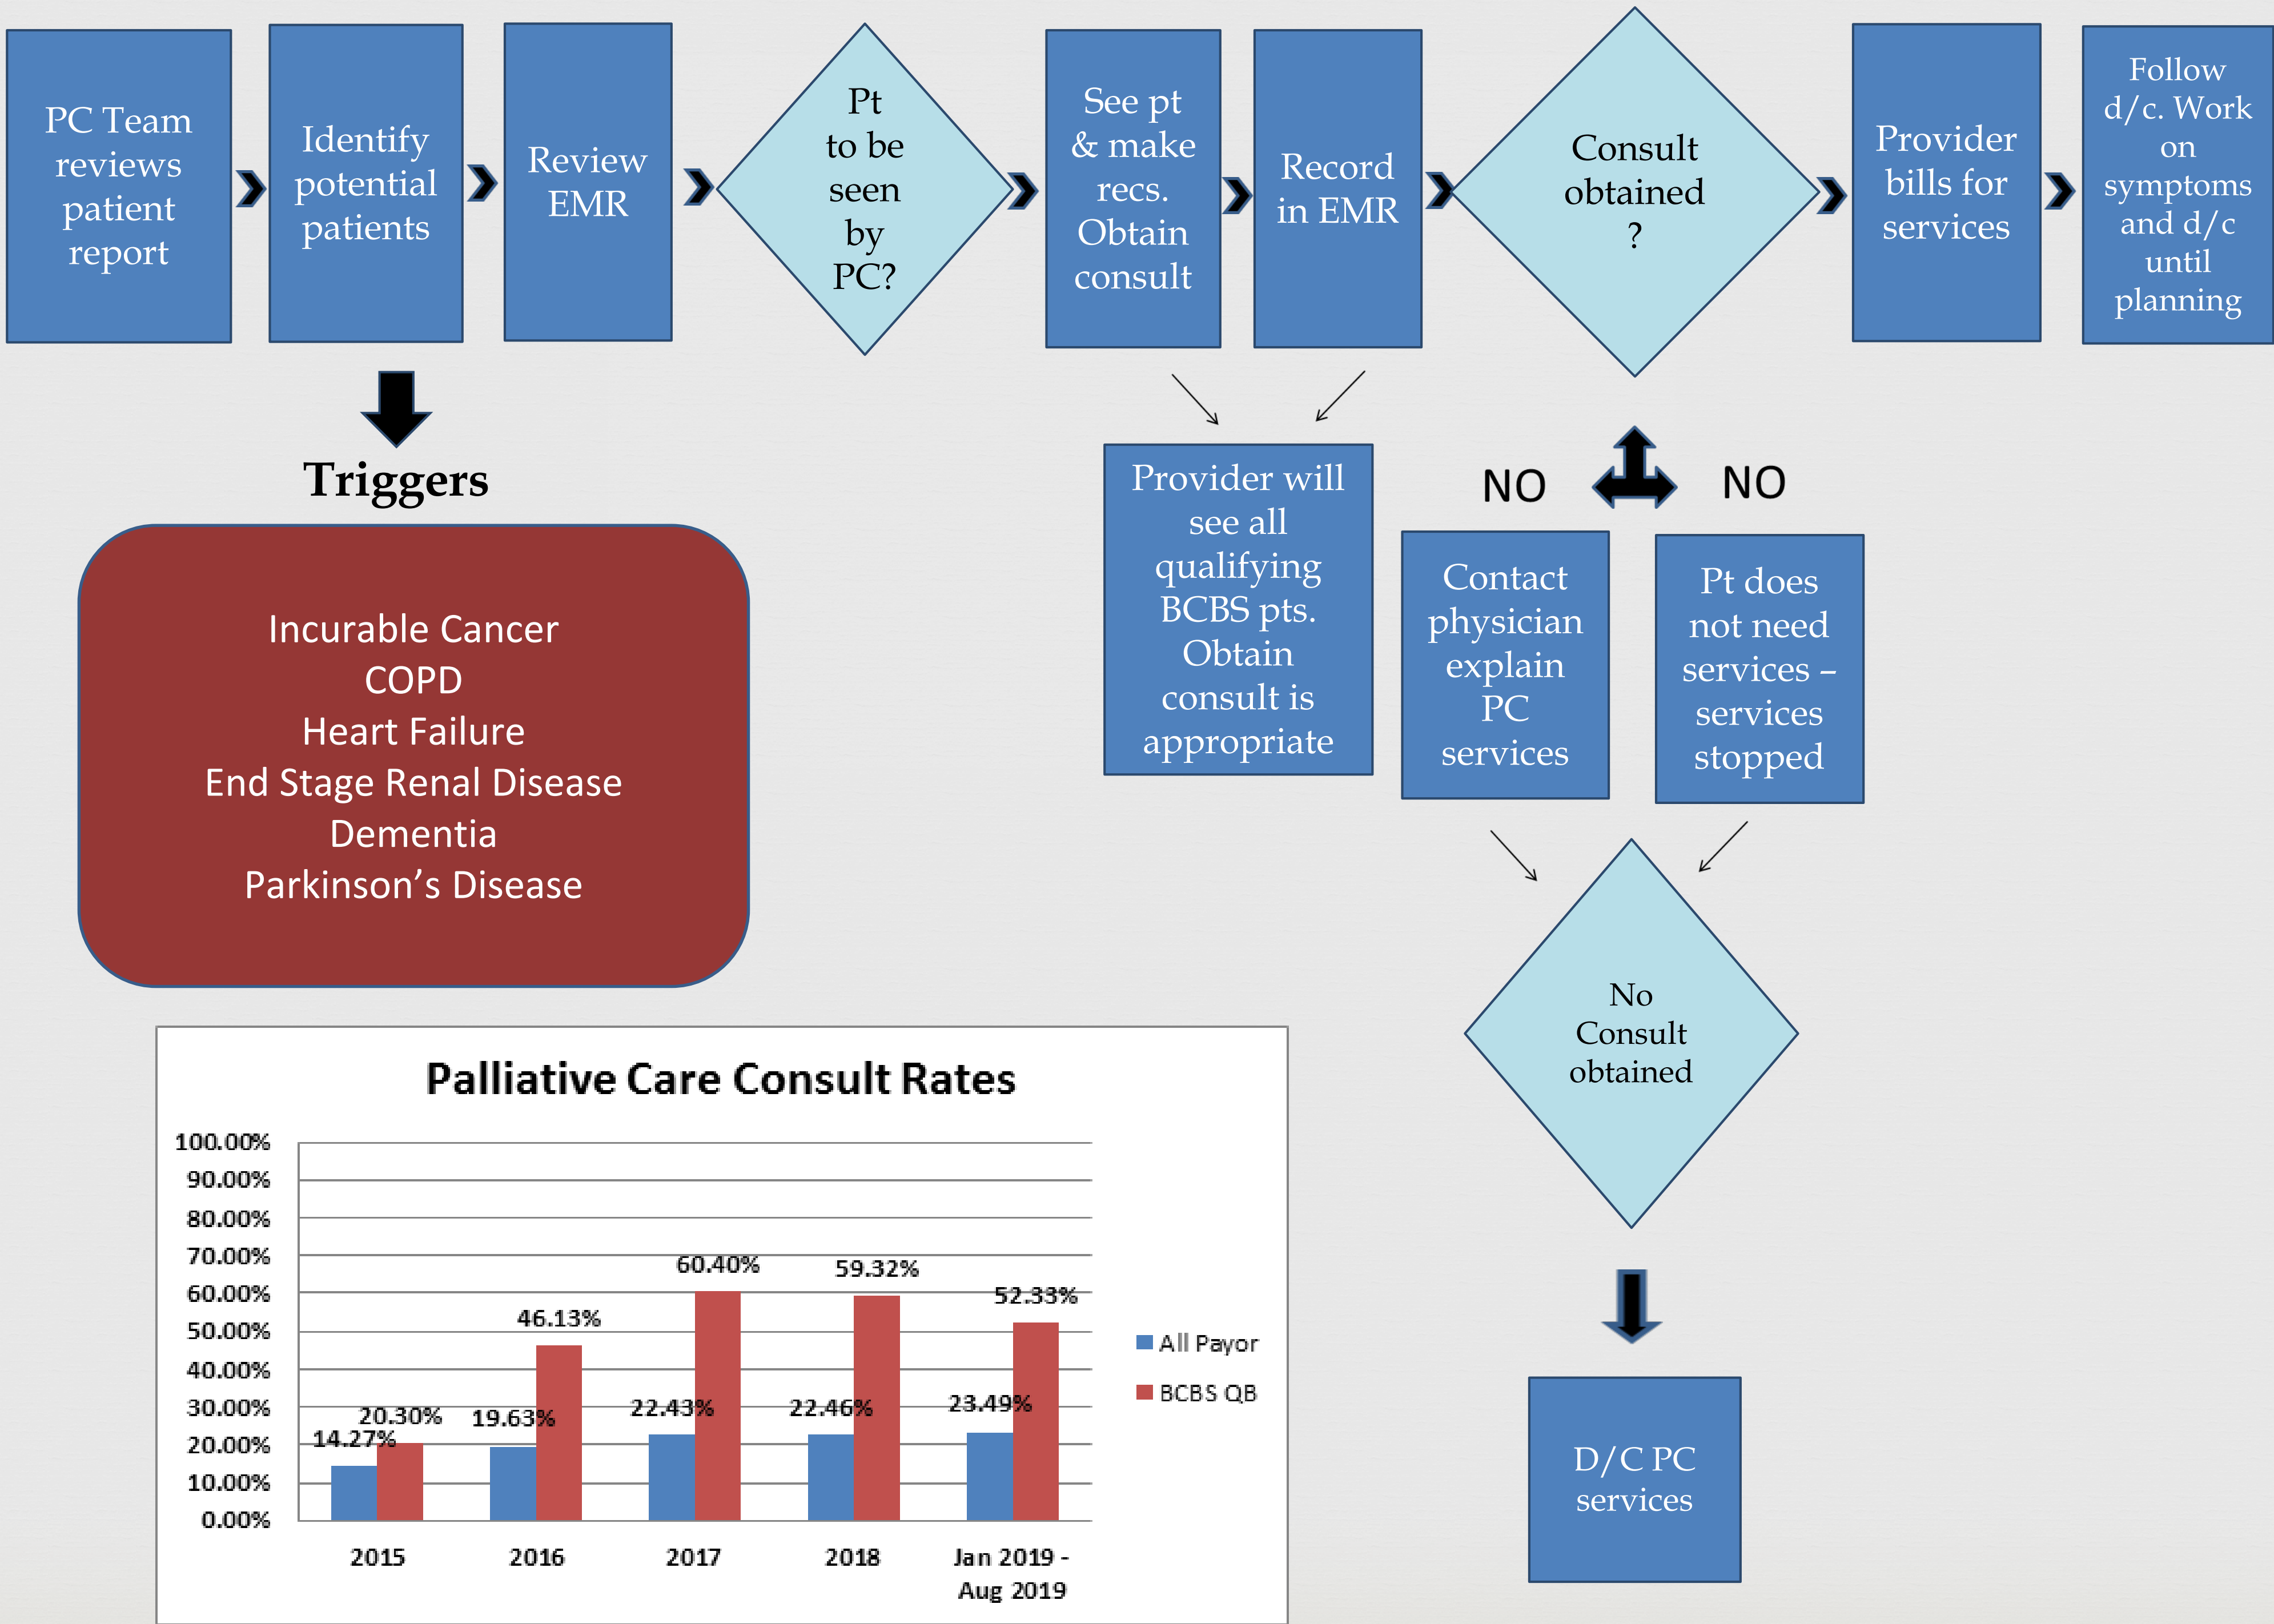 PC Team
reviews
patient
report
Identify
potential
patients
Review
EMR
Pt
to be
seen
by
PC?
See pt
& make
recs.
Obtain
consult
Record
in EMR
Consult
obtained
?
Provider
bills for
services
Follow
d/c. Work
on
symptoms
and d/c
until
planning
Triggers
Incurable Cancer
COPD
Heart Failure
End Stage Renal Disease
Dementia
Parkinson’s Disease
Provider will
see all
qualifying
BCBS pts.
Obtain
consult is
appropriate
NO
NO
Contact
physician
explain
PC
services
Pt does
not need
services –
services
stopped
No
Consult
obtained
D/C PC
services
Palliative Care Consult Rates
100.00%
90.00%
80.00%
70.00%
60.00%
50.00%
40.00%
30.00%
20.00%
10.00%
0.00%
14.27%
20.30%
19.63%
46.13%
22.43%
60.40%
22.46%
59.32%
23.49%
52.33%
2015
2016
2017
2018
Jan 2019 -
Aug 2019
All Payor
BCBS QB